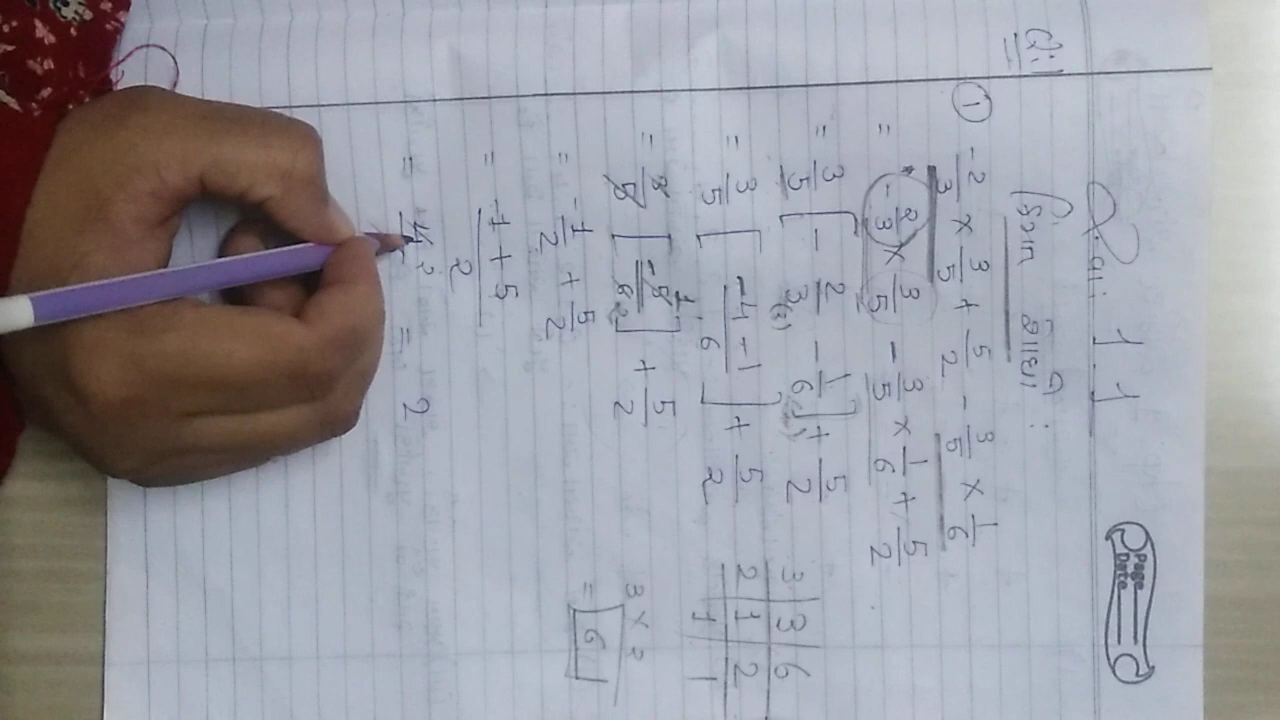 Page
Date
Ex: 1.1
Q:1
① -2/3 × 3/5 + 5/2 - 3/5 × 1/6
= -2/3 × 3/5 - 3/5 × 1/6 + 5/2
= 3/5 [ - 2/3 - 1/6 ] + 5/2
= 3/5 [ -4 - 1 / 6 ] + 5/2
= 3/5 [ -5/6 ] + 5/2
= -1/2 + 5/2
= -1 + 5 / 2
= 4/2 = 2
3 | 3 | 6
2 | 1 | 2
1 | 1
3 × 2
= 6